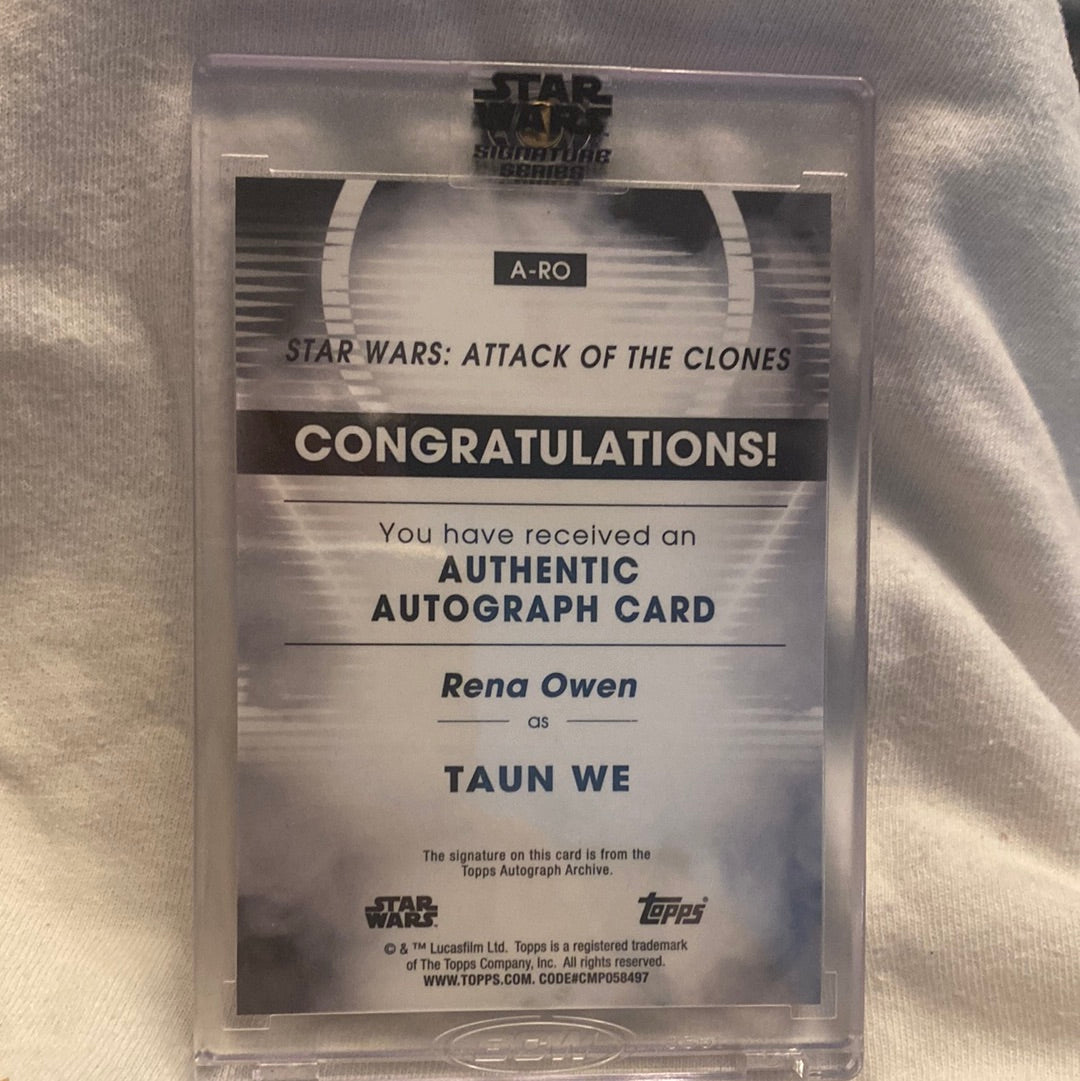 STAR
WARS
SIGNATURE
SERIES
A-RO
STAR WARS: ATTACK OF THE CLONES
CONGRATULATIONS!
You have received an
AUTHENTIC
AUTOGRAPH CARD
Rena Owen
as
TAUN WE
The signature on this card is from the
Topps Autograph Archive.
STAR
WARS
topps®
© & ™ Lucasfilm Ltd. Topps is a registered trademark
of The Topps Company, Inc. All rights reserved.
WWW.TOPPS.COM. CODE#CMP058497
BCW